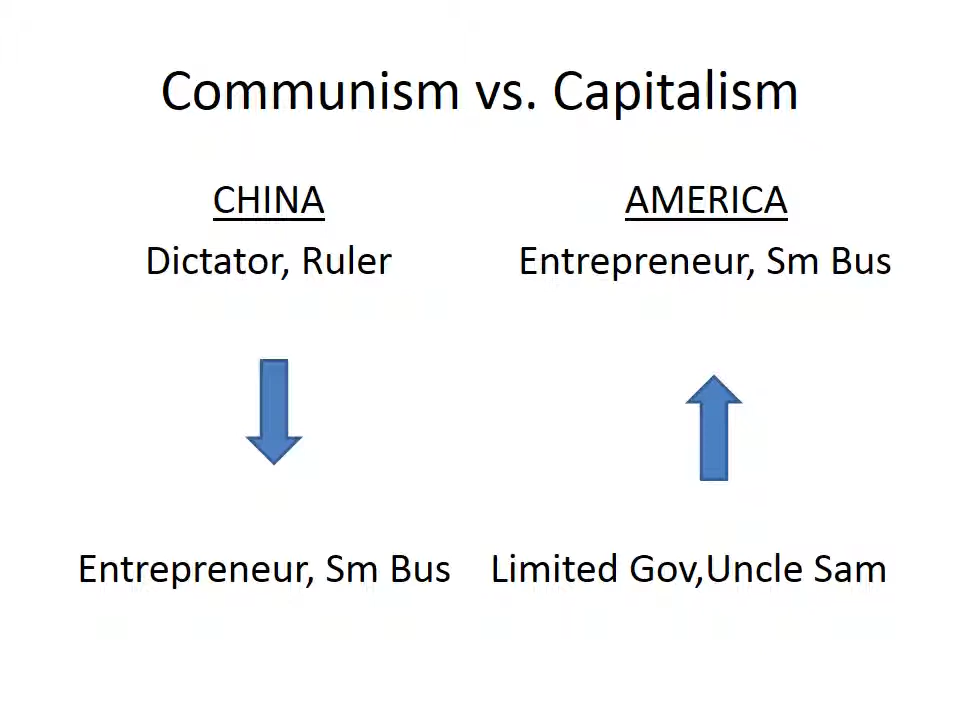 Communism vs. Capitalism
CHINA
Dictator, Ruler
Entrepreneur, Sm Bus
AMERICA
Entrepreneur, Sm Bus
Limited Gov,Uncle Sam